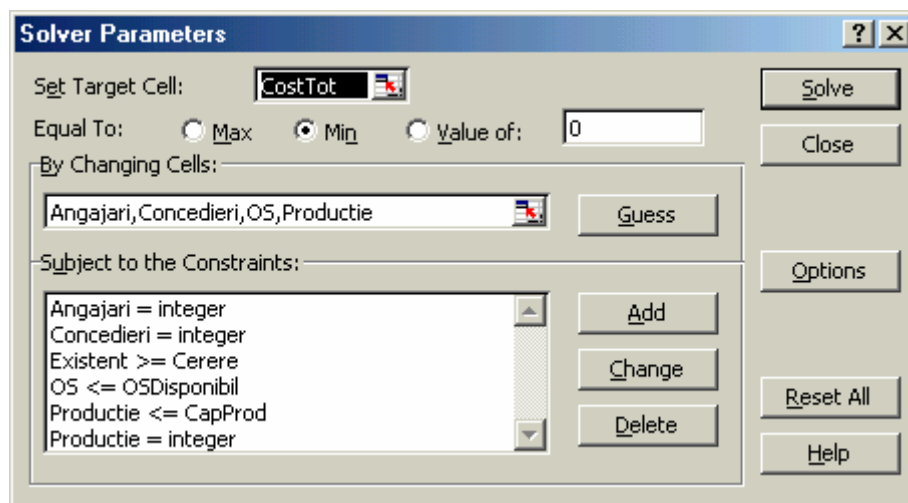 Solver Parameters
Set Target Cell: CostTot
Solve
Equal To: Max Min Value of: 0
Close
By Changing Cells:
Angajari,Concedieri,OS,Productie
Guess
Subject to the Constraints:
Options
Angajari = integer
Concedieri = integer
Existent >= Cerere
OS <= OSDisponibil
Productie <= CapProd
Productie = integer
Add
Change
Delete
Reset All
Help